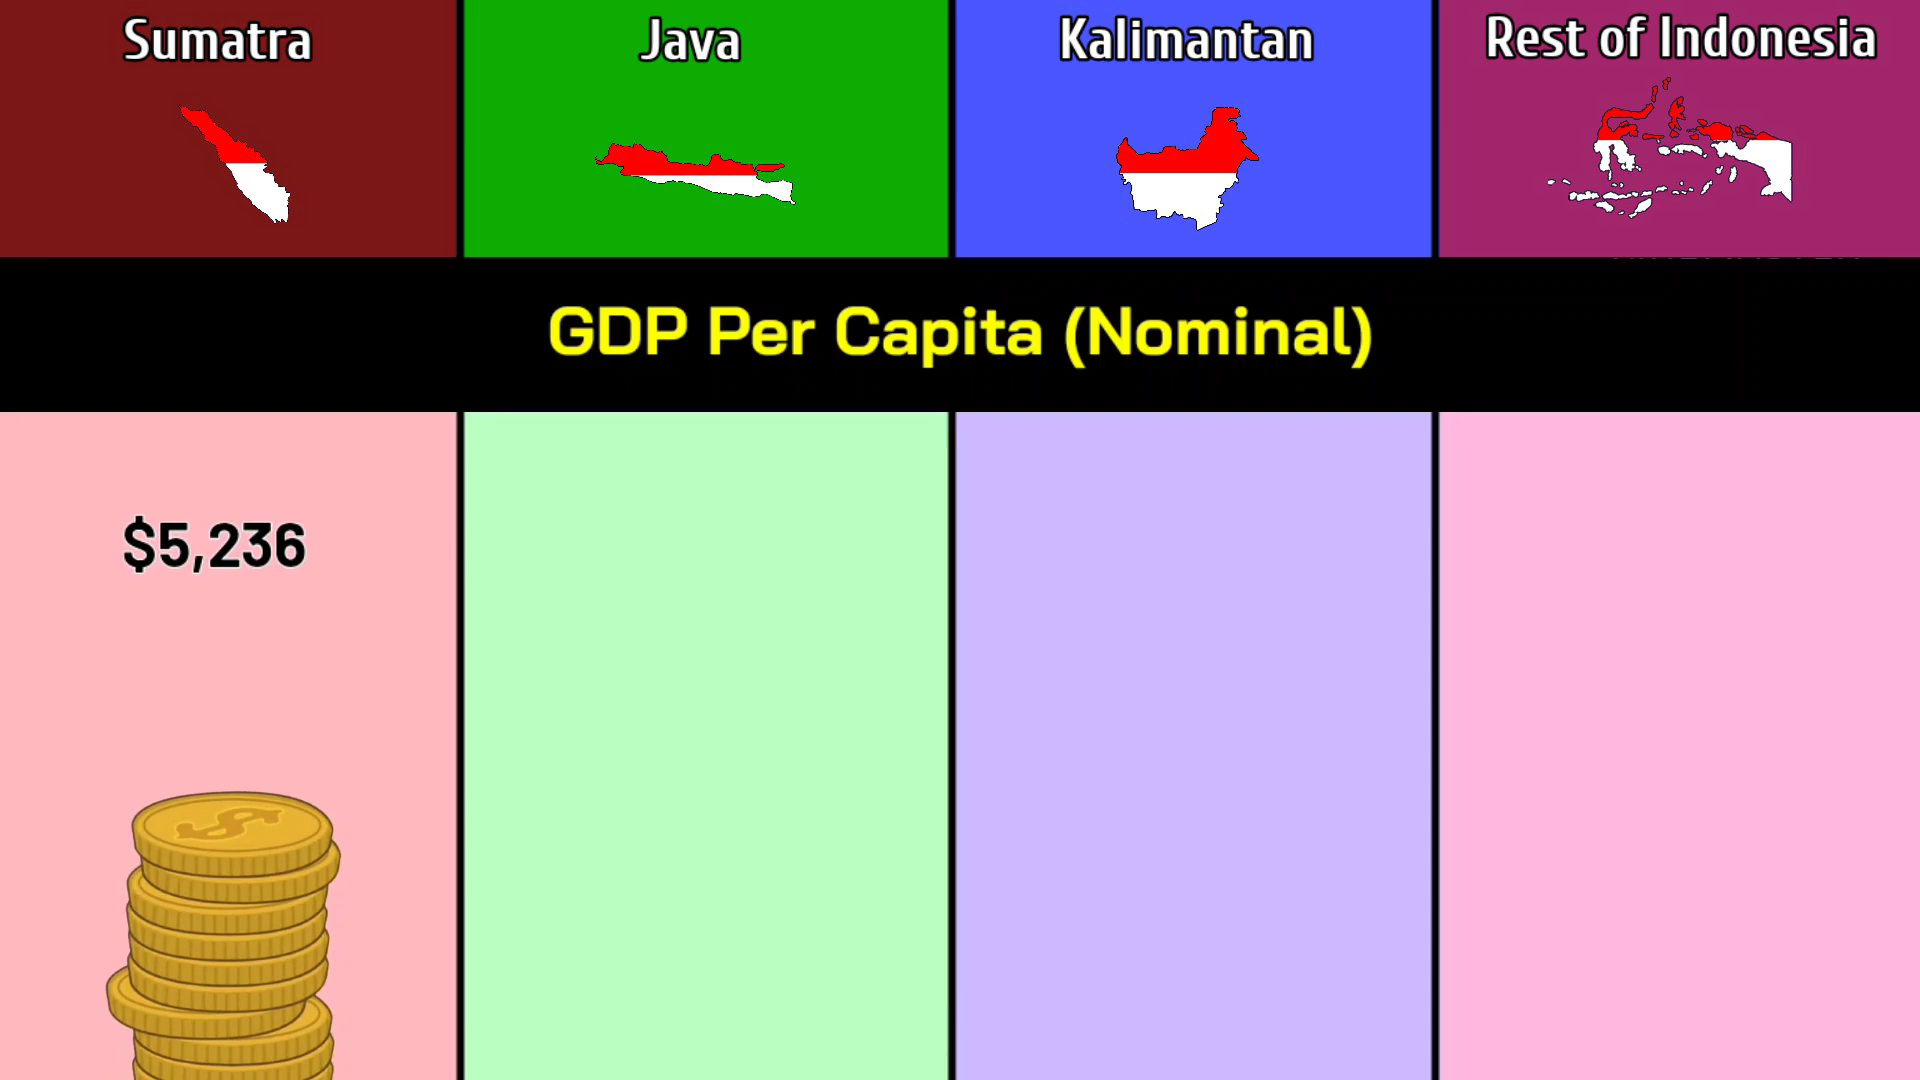 Sumatra
Java
Kalimantan
Rest of Indonesia
GDP Per Capita (Nominal)
$5,236
$